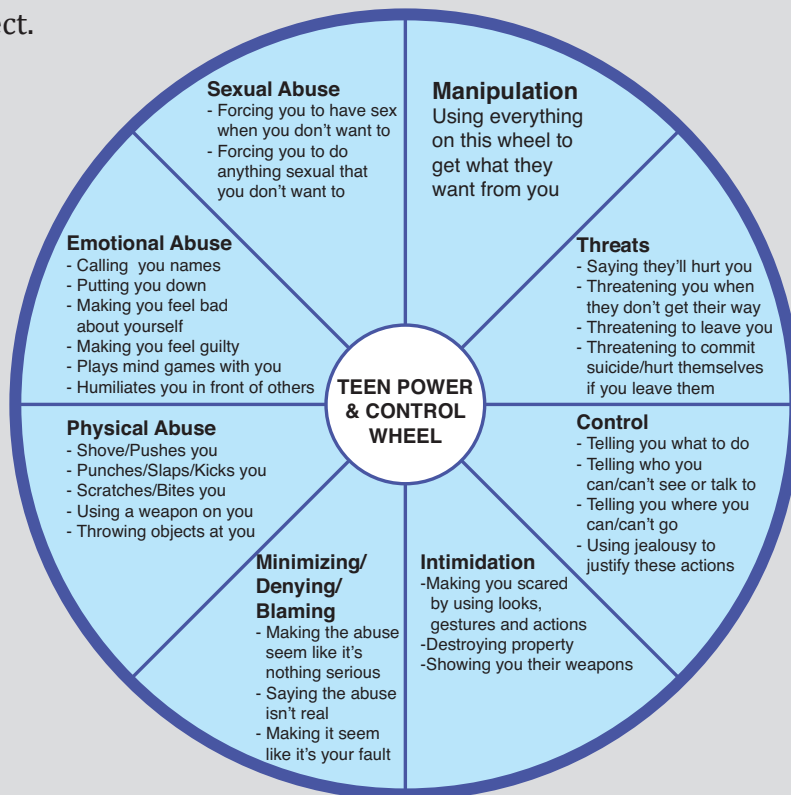 ect.
Sexual Abuse
- Forcing you to have sex
when you don’t want to
- Forcing you to do
anything sexual that
you don’t want to
Manipulation
Using everything
on this wheel to
get what they
want from you
Threats
- Saying they’ll hurt you
- Threatening you when
they don’t get their way
- Threatening to leave you
- Threatening to commit
suicide/hurt themselves
if you leave them
Control
- Telling you what to do
- Telling who you
can/can’t see or talk to
- Telling you where you
can/can’t go
- Using jealousy to
justify these actions
Intimidation
-Making you scared
by using looks,
gestures and actions
-Destroying property
-Showing you their weapons
Minimizing/
Denying/
Blaming
- Making the abuse
seem like it’s
nothing serious
- Saying the abuse
isn’t real
- Making it seem
like it’s your fault
Physical Abuse
- Shove/Pushes you
- Punches/Slaps/Kicks you
- Scratches/Bites you
- Using a weapon on you
- Throwing objects at you
Emotional Abuse
- Calling you names
- Putting you down
- Making you feel bad
about yourself
- Making you feel guilty
- Plays mind games with you
- Humiliates you in front of others
TEEN POWER
& CONTROL
WHEEL